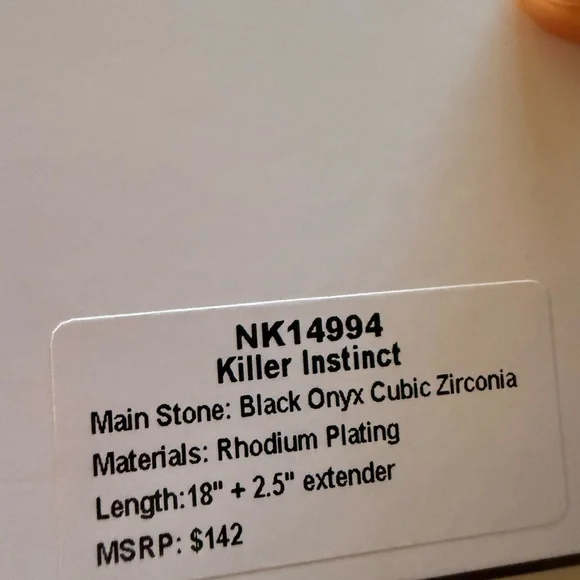 NK14994
Killer Instinct
Main Stone: Black Onyx Cubic Zirconia
Materials: Rhodium Plating
Length:18" + 2.5" extender
MSRP: $142